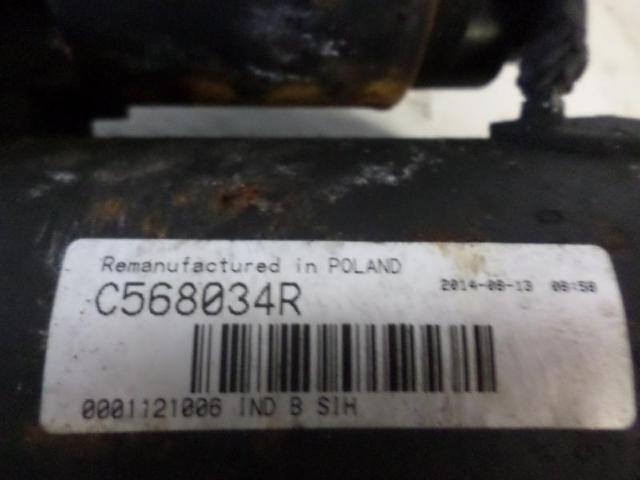 Remanufactured in POLAND
C568034R
2014-08-13 08:58
0001121006 IND B SIH